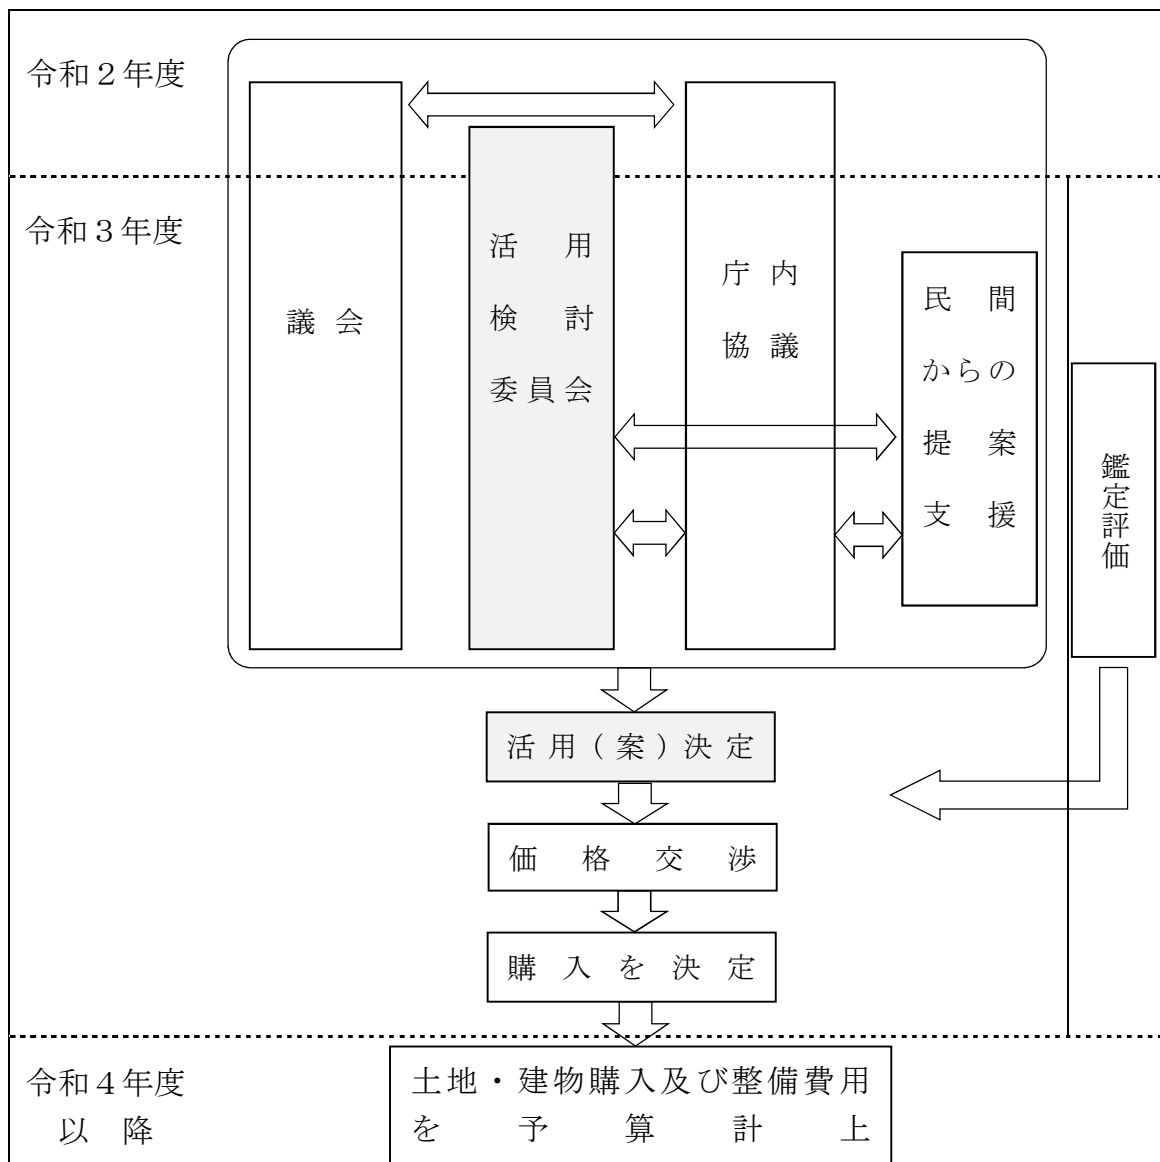 令和２年度
令和３年度
議会
活用
検討
委員会
庁内
協議
民間
からの
提案
支援
鑑定評価
活用（案）決定
価格交渉
購入を決定
令和４年度
以降
土地・建物購入及び整備費用
を予算計上